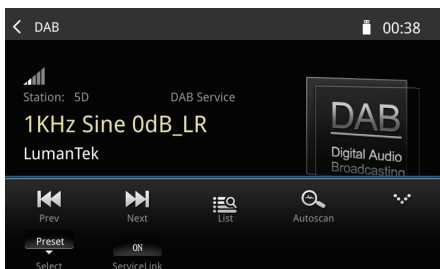 DAB
00:38
Station: 5D DAB Service
1KHz Sine 0dB_LR
LumanTek
DAB
Digital Audio
Broadcasting
Prev
Next
List
Autoscan
Preset
ON
Select
ServiceLink